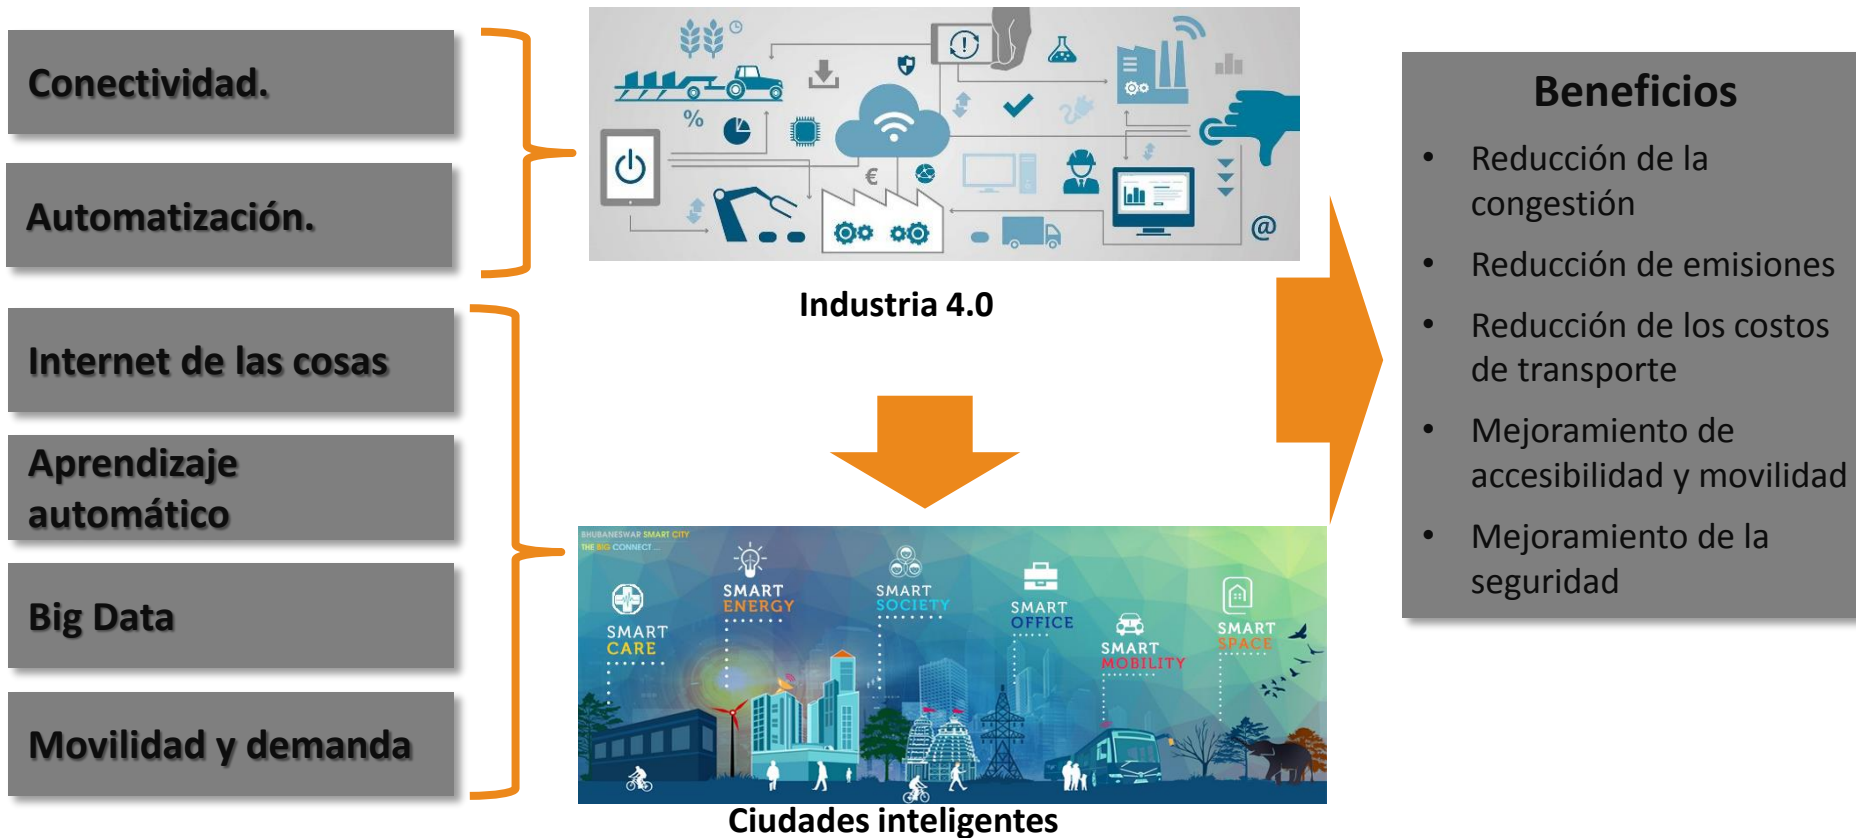 Conectividad.
Automatización.
Internet de las cosas
Aprendizaje
automático
Big Data
Movilidad y demanda
%
€
@
Industria 4.0
BHUBANESWAR SMART CITY
THE BIG CONNECT ...
SMART
CARE
SMART
ENERGY
SMART
SOCIETY
SMART
OFFICE
SMART
MOBILITY
SMART
SPACE
Ciudades inteligentes
Beneficios
• Reducción de la
congestión
• Reducción de emisiones
• Reducción de los costos
de transporte
• Mejoramiento de
accesibilidad y movilidad
• Mejoramiento de la
seguridad